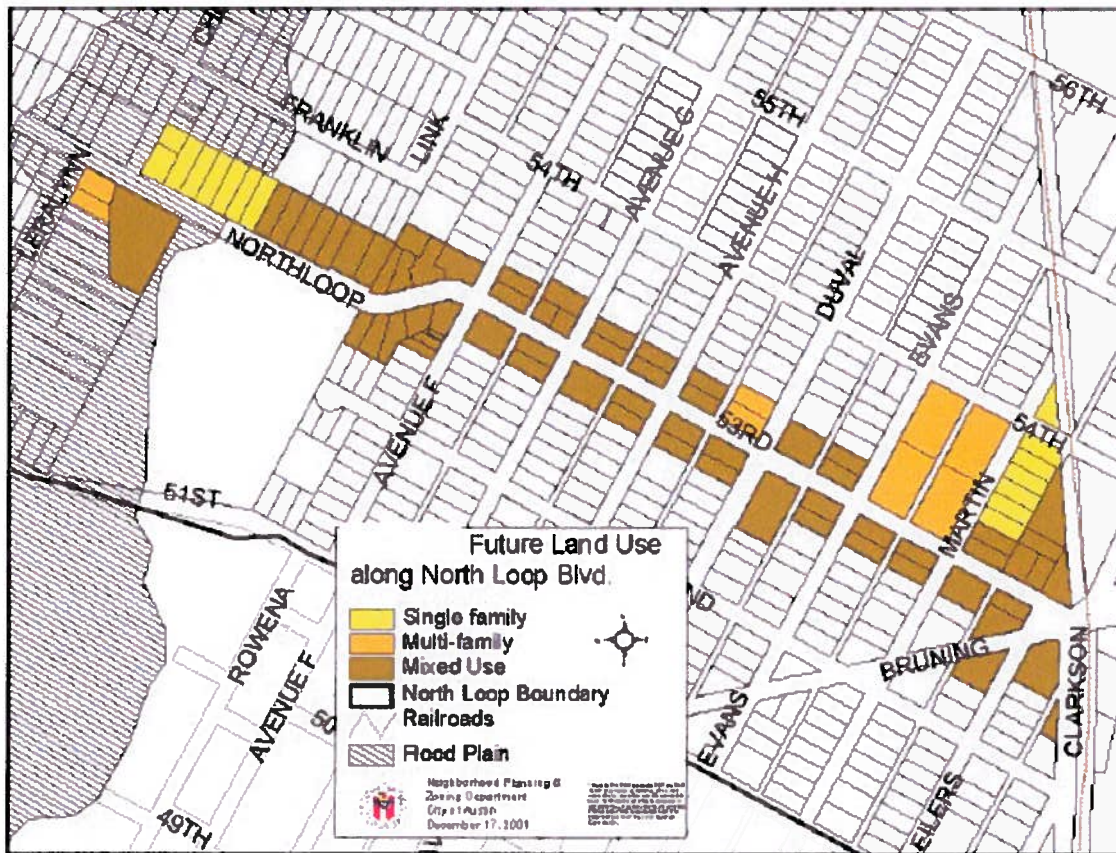 FRANKLIN
LINK
54TH
AVENUE G
55TH
56TH
AVENUE H
DUVAL
EVANS
NORTHLOOP
53RD
54TH
MARTIN
AVENUE F
51ST
BRUNING
CLARKSON
EVANS
EILERS
ROWENA
AVENUE F
49TH
Future Land Use
along North Loop Blvd.
Single family
Multi-family
Mixed Use
North Loop Boundary
Railroads
Flood Plain
Neighborhood Planning &
Zoning Department
City of Austin
December 17, 2001